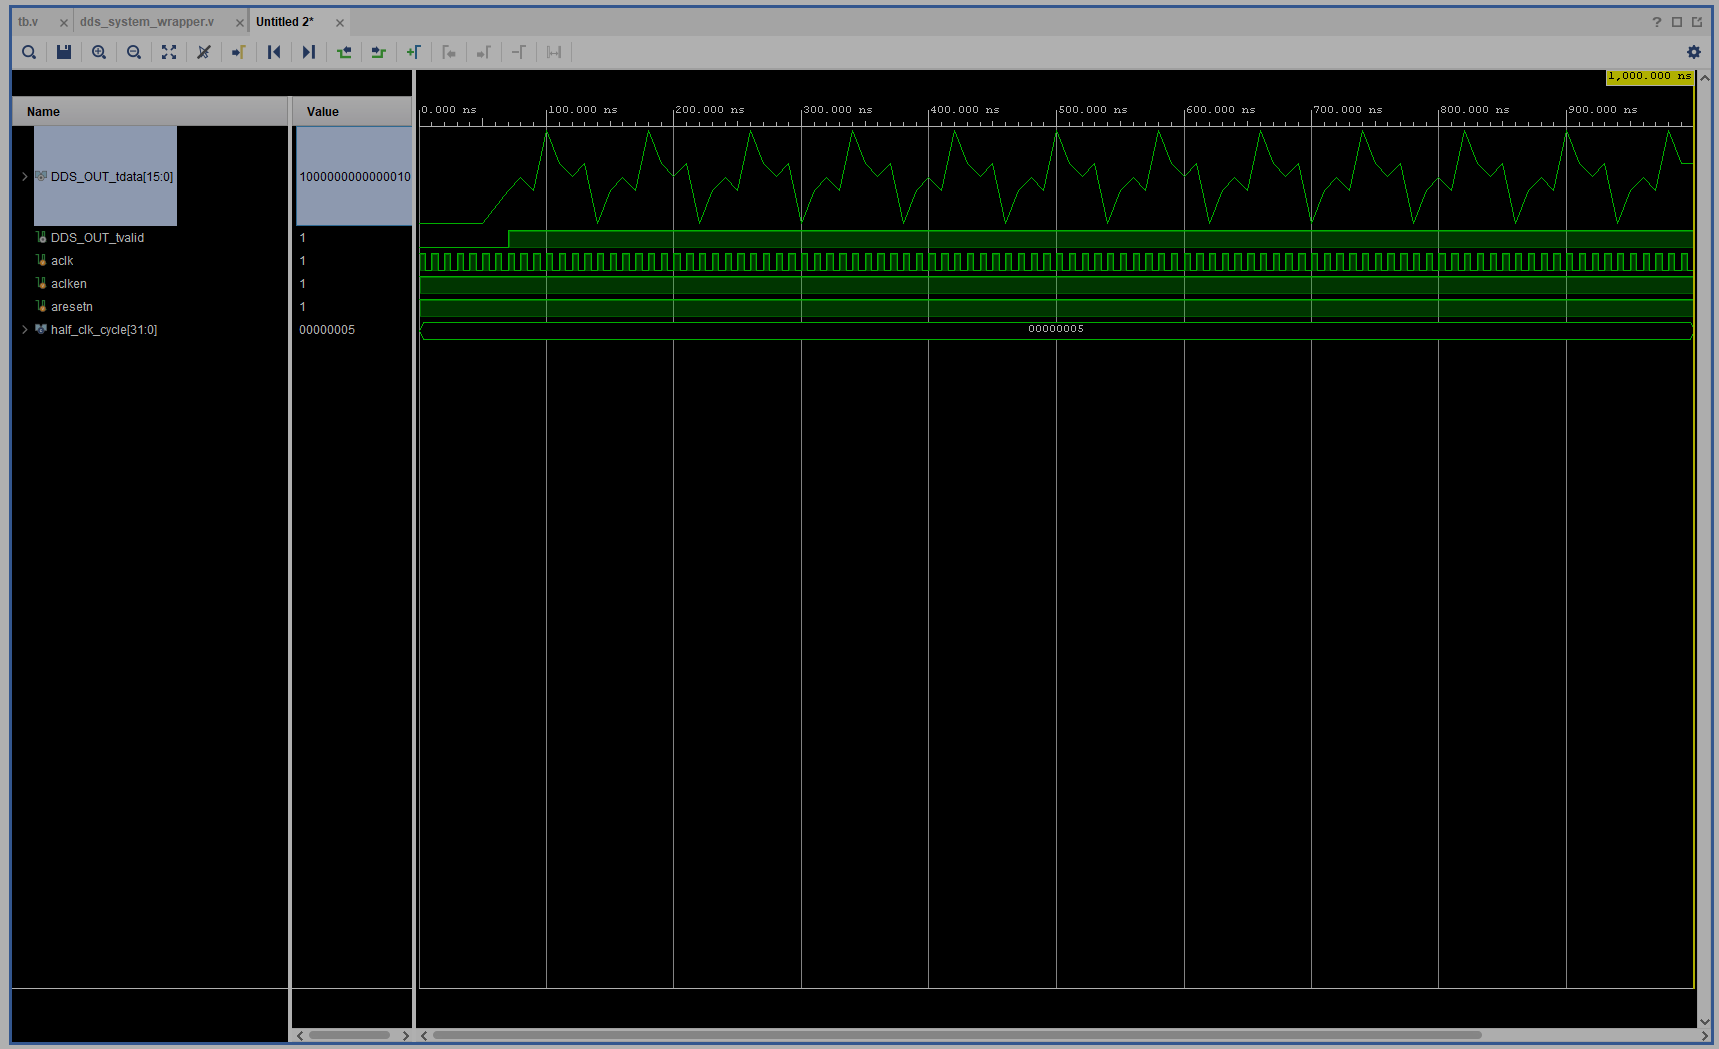 tb.v × dds_system_wrapper.v × Untitled 2* ×
?
1,000.000 ns
Name Value
0.000 ns 100.000 ns 200.000 ns 300.000 ns 400.000 ns 500.000 ns 600.000 ns 700.000 ns 800.000 ns 900.000 ns
DDS_OUT_tdata[15:0] 1000000000000010
DDS_OUT_tvalid 1
aclk 1
aclken 1
aresetn 1
half_clk_cycle[31:0] 00000005 00000005